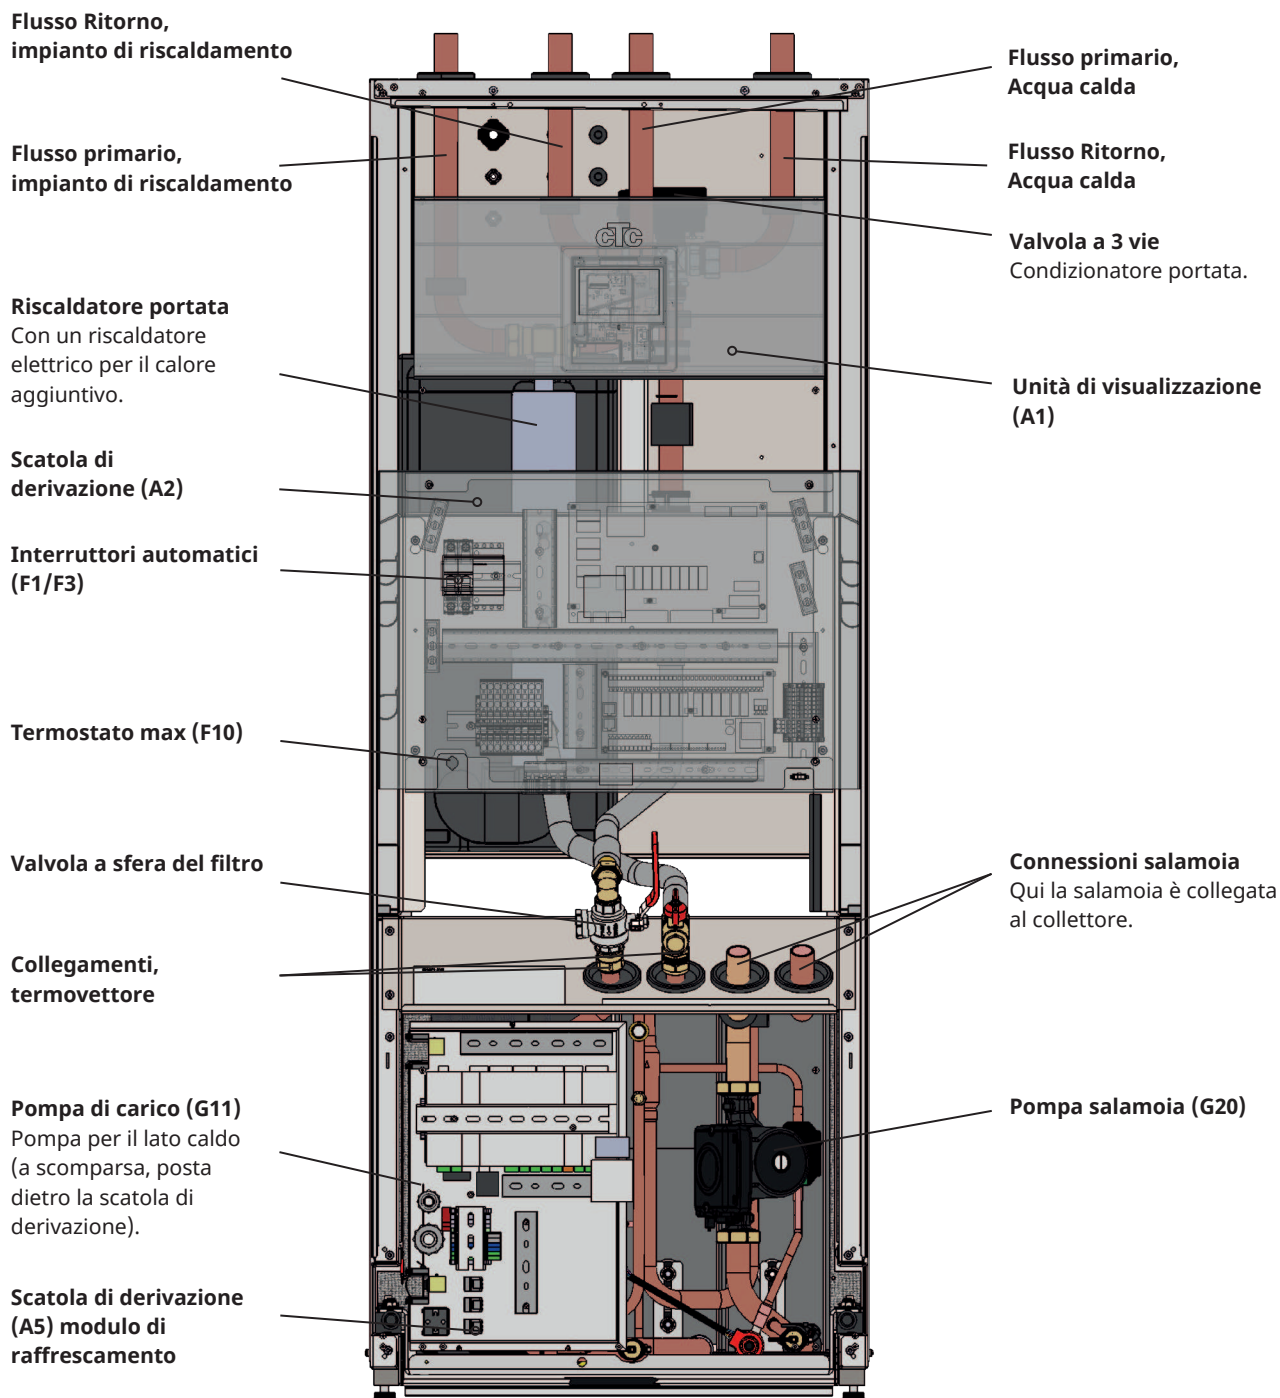 Flusso Ritorno,
impianto di riscaldamento
Flusso primario,
impianto di riscaldamento
Riscaldatore portata
Con un riscaldatore
elettrico per il calore
aggiuntivo.
Scatola di
derivazione (A2)
Interruttori automatici
(F1/F3)
Termostato max (F10)
Valvola a sfera del filtro
Collegamenti,
termovettore
Pompa di carico (G11)
Pompa per il lato caldo
(a scomparsa, posta
dietro la scatola di
derivazione).
Scatola di derivazione
(A5) modulo di
raffrescamento
CTC
Flusso primario,
Acqua calda
Flusso Ritorno,
Acqua calda
Valvola a 3 vie
Condizionatore portata.
Unità di visualizzazione
(A1)
Connessioni salamoia
Qui la salamoia è collegata
al collettore.
Pompa salamoia (G20)